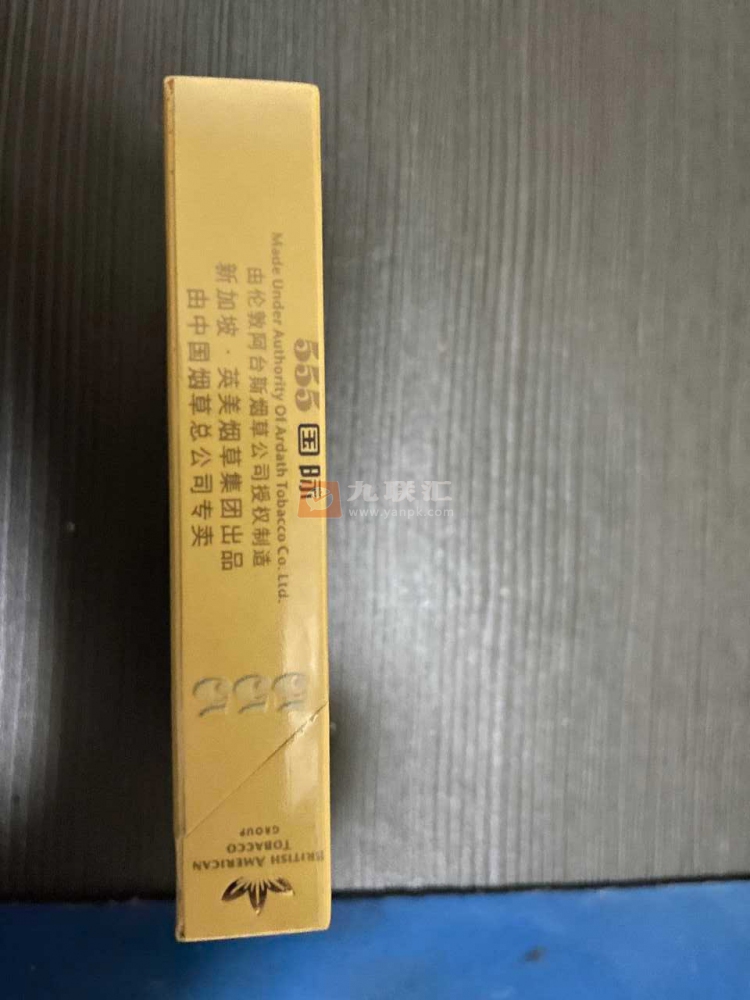 555 国际
Made Under Authority Of Ardath Tobacco Co. Ltd.
由伦敦阿台斯烟草公司授权制造
新加坡·英美烟草集团出品
由中国烟草总公司专卖
555
BRITISH AMERICAN
TOBACCO
GROUP
九联汇
www.yanpk.com